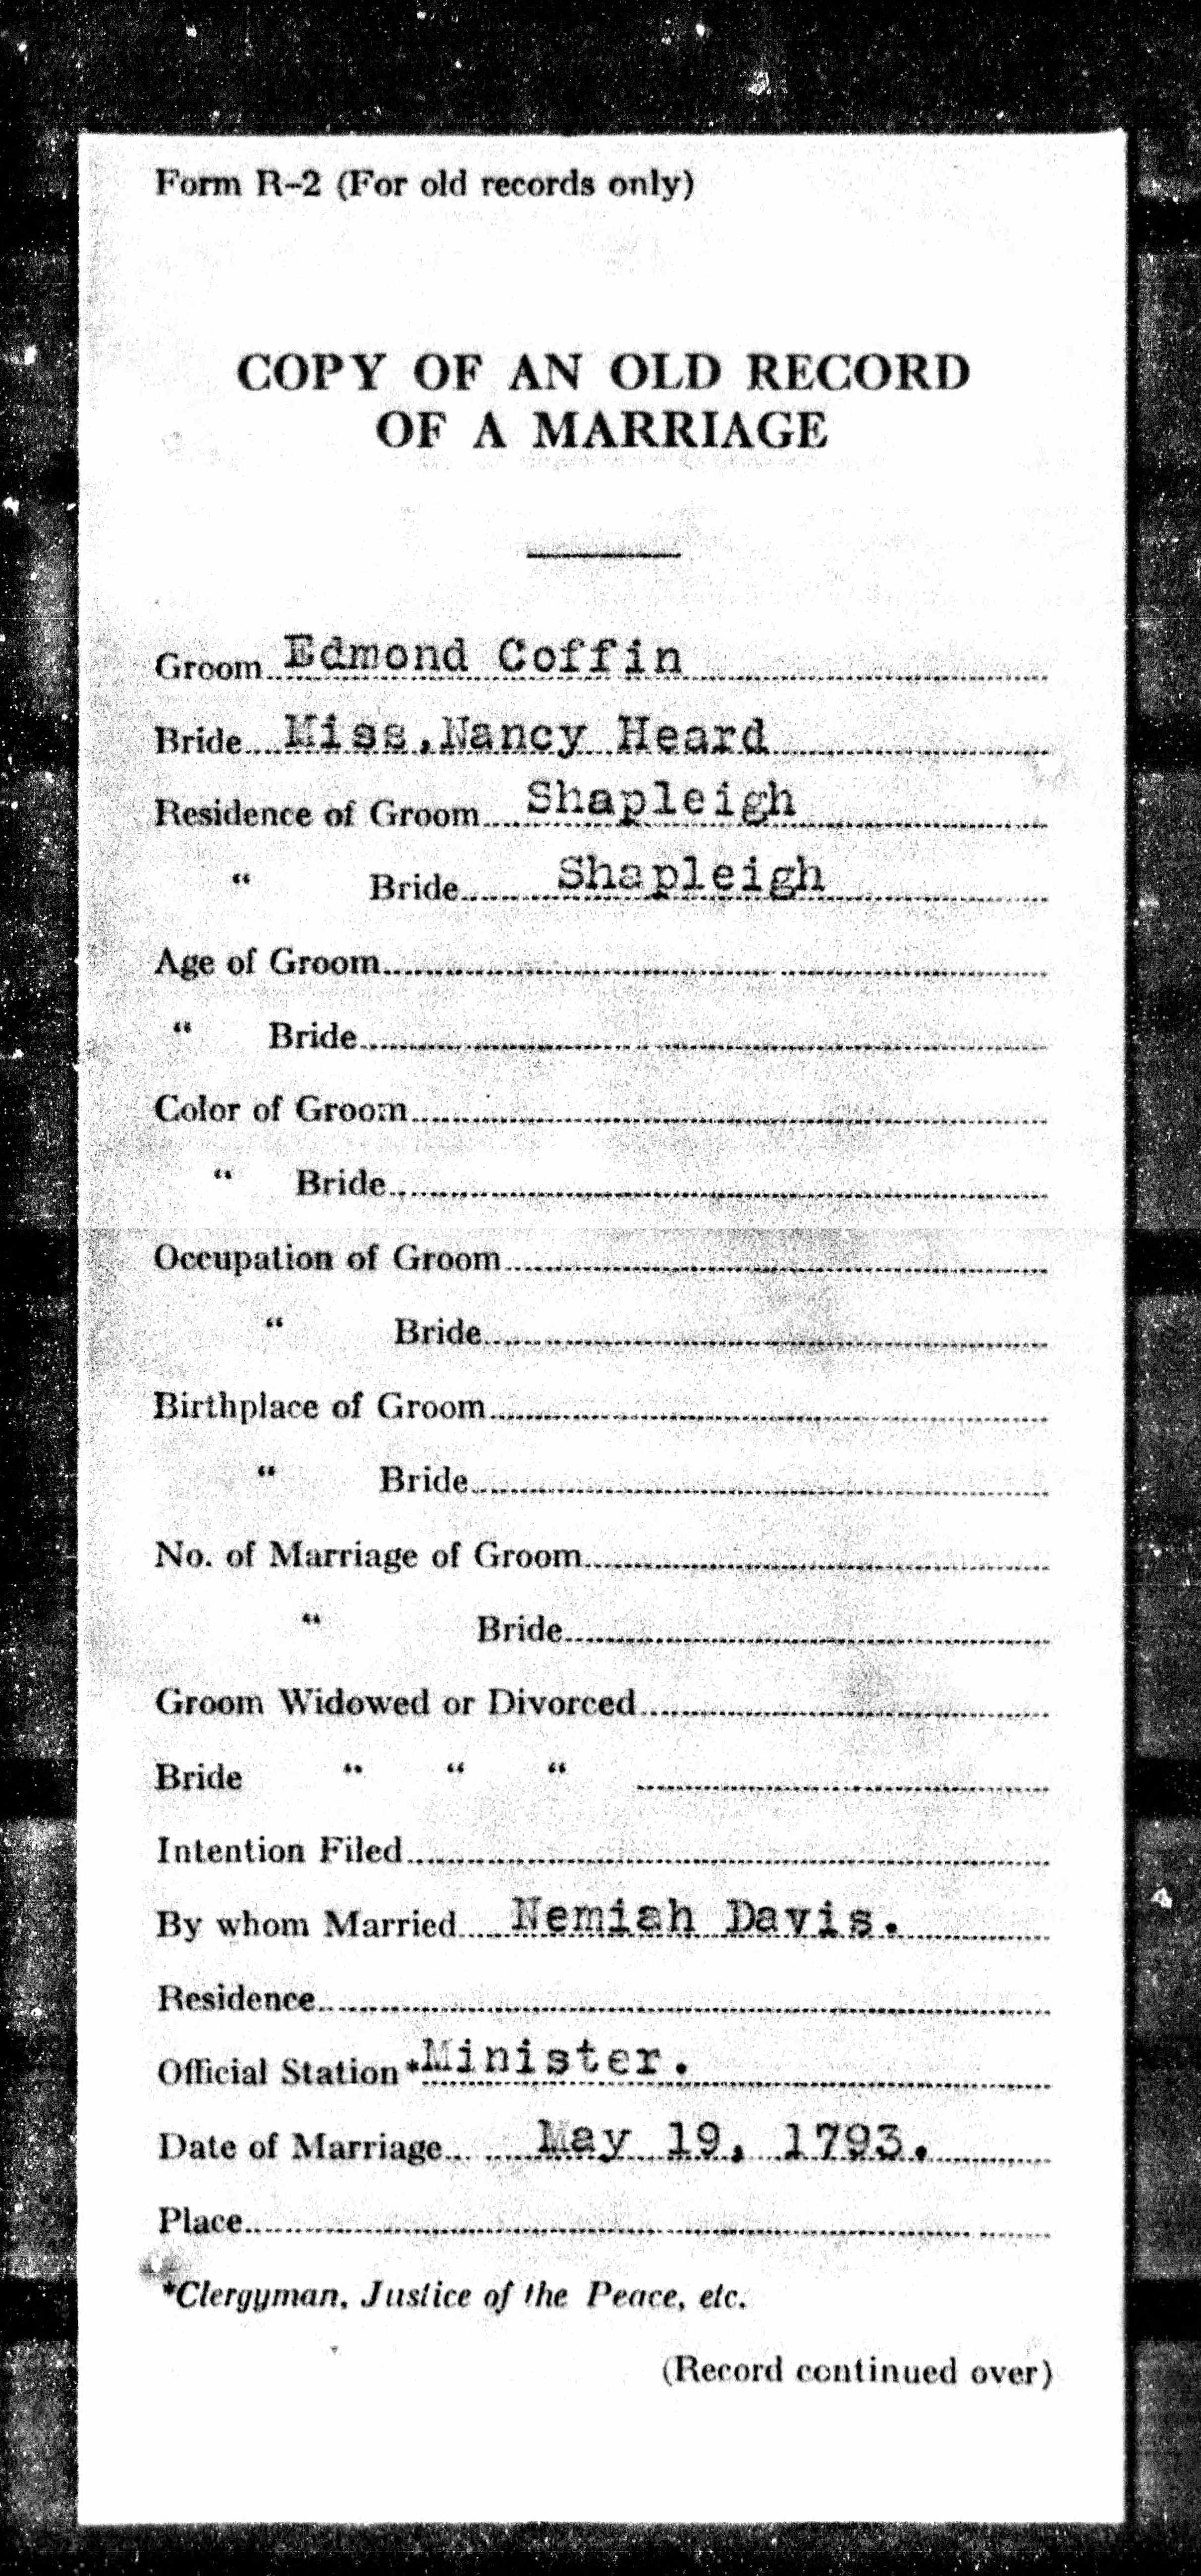 Form R-2 (For old records only)
COPY OF AN OLD RECORD
OF A MARRIAGE
Groom Edmond Coffin
Bride Miss, Nancy Heard
Residence of Groom Shapleigh
“ Bride Shapleigh
Age of Groom
“ Bride
Color of Groom
“ Bride
Occupation of Groom
“ Bride
Birthplace of Groom
“ Bride
No. of Marriage of Groom
“ Bride
Groom Widowed or Divorced
Bride “ “ “
Intention Filed
By whom Married Nemiah Davis.
Residence
Official Station* Minister.
Date of Marriage May 19, 1793.
Place
*Clergyman, Justice of the Peace, etc.
(Record continued over)